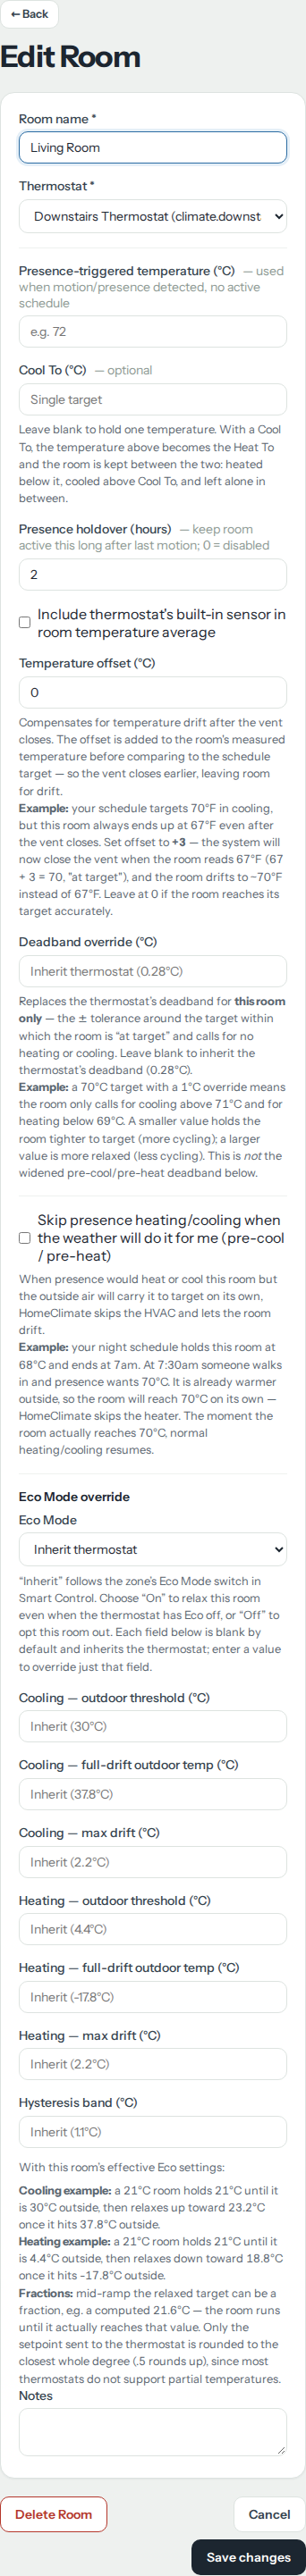 ← Back
Edit Room
Room name *
Living Room
Thermostat *
Downstairs Thermostat (climate.downst
Presence-triggered temperature (°C) — used
when motion/presence detected, no active
schedule
e.g. 72
Cool To (°C) — optional
Single target
Leave blank to hold one temperature. With a Cool
To, the temperature above becomes the Heat To
and the room is kept between the two: heated
below it, cooled above Cool To, and left alone in
between.
Presence holdover (hours) — keep room
active this long after last motion; 0 = disabled
2
Include thermostat's built-in sensor in
room temperature average
Temperature offset (°C)
0
Compensates for temperature drift after the vent
closes. The offset is added to the room's measured
temperature before comparing to the schedule
target — so the vent closes earlier, leaving room
for drift.
Example: your schedule targets 70°F in cooling,
but this room always ends up at 67°F even after
the vent closes. Set offset to +3 — the system will
now close the vent when the room reads 67°F (67
+ 3 = 70, "at target"), and the room drifts to ~70°F
instead of 67°F. Leave at 0 if the room reaches its
target accurately.
Deadband override (°C)
Inherit thermostat (0.28°C)
Replaces the thermostat's deadband for this room
only — the ± tolerance around the target within
which the room is “at target” and calls for no
heating or cooling. Leave blank to inherit the
thermostat's deadband (0.28°C).
Example: a 70°C target with a 1°C override means
the room only calls for cooling above 71°C and for
heating below 69°C. A smaller value holds the
room tighter to target (more cycling); a larger
value is more relaxed (less cycling). This is not the
widened pre-cool/pre-heat deadband below.
Skip presence heating/cooling when
the weather will do it for me (pre-cool
/ pre-heat)
When presence would heat or cool this room but
the outside air will carry it to target on its own,
HomeClimate skips the HVAC and lets the room
drift.
Example: your night schedule holds this room at
68°C and ends at 7am. At 7:30am someone walks
in and presence wants 70°C. It is already warmer
outside, so the room will reach 70°C on its own —
HomeClimate skips the heater. The moment the
room actually reaches 70°C, normal
heating/cooling resumes.
Eco Mode override
Eco Mode
Inherit thermostat
“Inherit” follows the zone's Eco Mode switch in
Smart Control. Choose “On” to relax this room
even when the thermostat has Eco off, or “Off” to
opt this room out. Each field below is blank by
default and inherits the thermostat; enter a value
to override just that field.
Cooling — outdoor threshold (°C)
Inherit (30°C)
Cooling — full-drift outdoor temp (°C)
Inherit (37.8°C)
Cooling — max drift (°C)
Inherit (2.2°C)
Heating — outdoor threshold (°C)
Inherit (4.4°C)
Heating — full-drift outdoor temp (°C)
Inherit (-17.8°C)
Heating — max drift (°C)
Inherit (2.2°C)
Hysteresis band (°C)
Inherit (1.1°C)
With this room's effective Eco settings:
Cooling example: a 21°C room holds 21°C until it
is 30°C outside, then relaxes up toward 23.2°C
once it hits 37.8°C outside.
Heating example: a 21°C room holds 21°C until it
is 4.4°C outside, then relaxes down toward 18.8°C
once it hits -17.8°C outside.
Fractions: mid-ramp the relaxed target can be a
fraction, e.g. a computed 21.6°C — the room runs
until it actually reaches that value. Only the
setpoint sent to the thermostat is rounded to the
closest whole degree (.5 rounds up), since most
thermostats do not support partial temperatures.
Notes
Delete Room
Cancel
Save changes